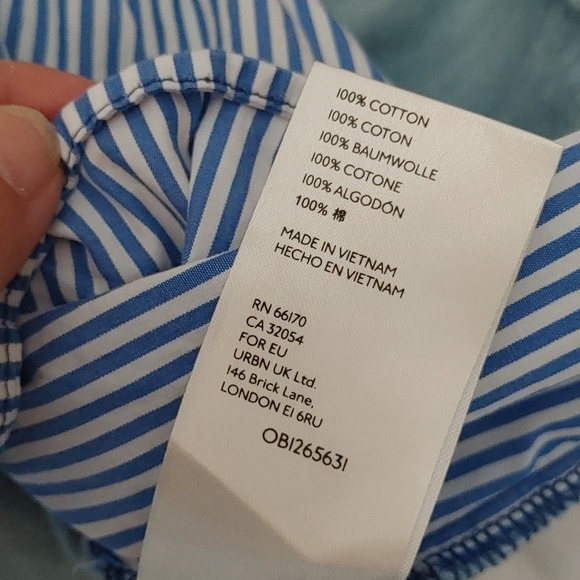 100% COTTON
100% COTON
100% BAUMWOLLE
100% COTONE
100% ALGODÓN
100% 棉
MADE IN VIETNAM
HECHO EN VIETNAM
RN 66170
CA 32054
FOR EU
URBN UK Ltd.
146 Brick Lane,
LONDON E1 6RU
OB1265631